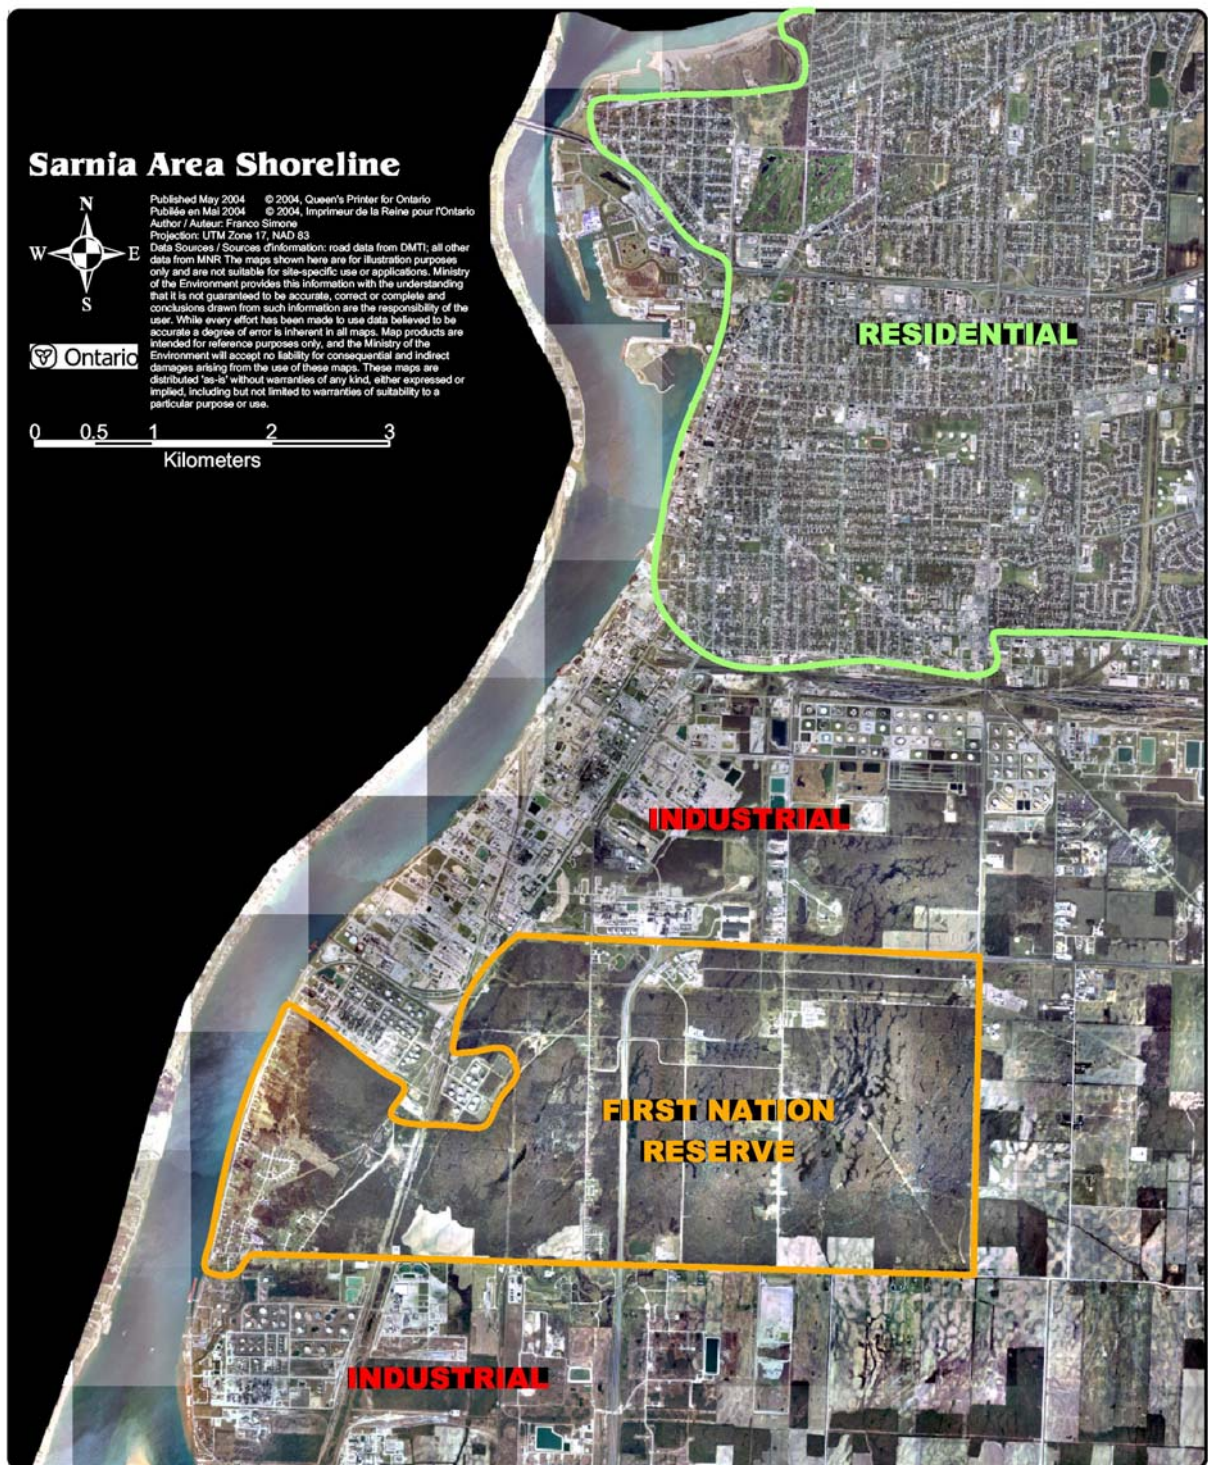 Sarnia Area Shoreline
N
W E
S
Published May 2004 © 2004, Queen's Printer for Ontario
Publiée en Mai 2004 © 2004, Imprimeur de la Reine pour l'Ontario
Author / Auteur: Franco Simone
Projection: UTM Zone 17, NAD 83
Data Sources / Sources d'information: road data from DMTI; all other
data from MNR The maps shown here are for illustration purposes
only and are not suitable for site-specific use or applications. Ministry
of the Environment provides this information with the understanding
that it is not guaranteed to be accurate, correct or complete and
conclusions drawn from such information are the responsibility of the
user. While every effort has been made to use data believed to be
accurate a degree of error is inherent in all maps. Map products are
intended for reference purposes only, and the Ministry of the
Environment will accept no liability for consequential and indirect
damages arising from the use of these maps. These maps are
distributed 'as-is' without warranties of any kind, either expressed or
implied, including but not limited to warranties of suitability to a
particular purpose or use.
Ontario
0 0.5 1 2 3
Kilometers
RESIDENTIAL
INDUSTRIAL
FIRST NATION
RESERVE
INDUSTRIAL